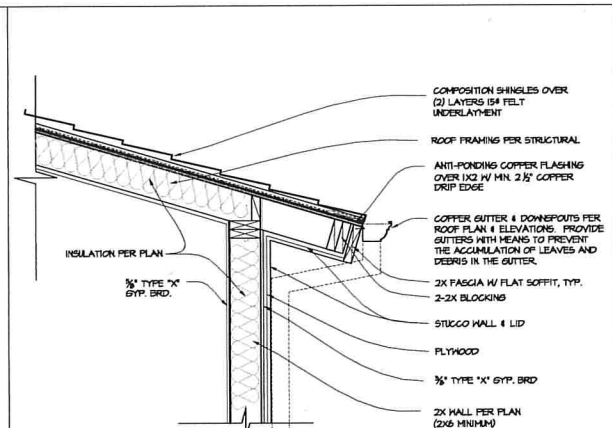 COMPOSITION SHINGLES OVER
(2) LAYERS 15# FELT
UNDERLAYMENT
ROOF FRAMING PER STRUCTURAL
ANTI-PONDING COPPER FLASHING
OVER 1X2 W/ MIN. 2 ½" COPPER
DRIP EDGE
COPPER GUTTER & DOWNSPOUTS PER
ROOF PLAN & ELEVATIONS. PROVIDE
GUTTERS WITH MEANS TO PREVENT
THE ACCUMULATION OF LEAVES AND
DEBRIS IN THE GUTTER.
INSULATION PER PLAN
⅝" TYPE "X"
GYP. BRD.
2X FASCIA W/ FLAT SOFFIT, TYP.
2-2X BLOCKING
STUCCO WALL & LID
PLYWOOD
⅝" TYPE "X" GYP. BRD
2X WALL PER PLAN
(2X6 MINIMUM)